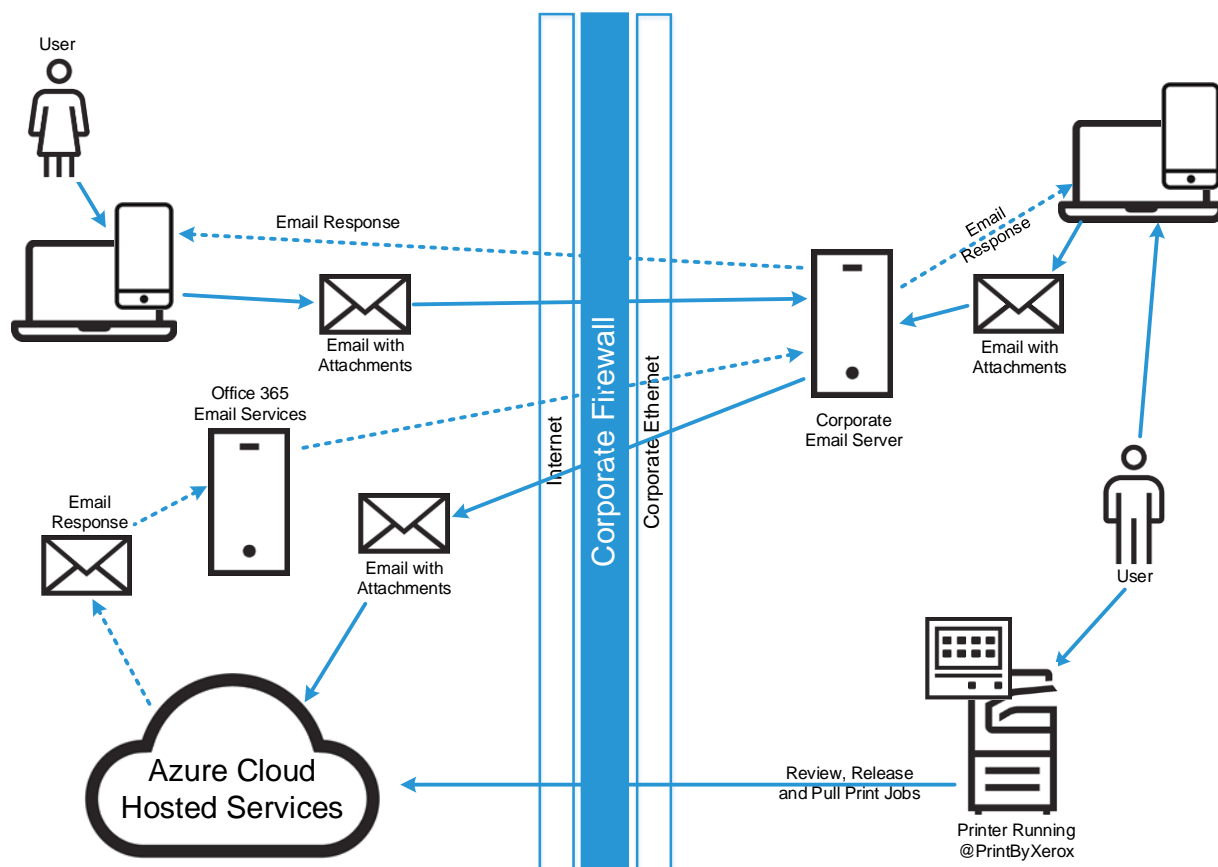 User
Email Response
Email with
Attachments
Office 365
Email Services
Email
Response
Email with
Attachments
Azure Cloud
Hosted Services
Internet
Corporate Firewall
Corporate Ethernet
Email
Response
Email with
Attachments
Corporate
Email Server
User
Review, Release
and Pull Print Jobs
Printer Running
@PrintByXerox